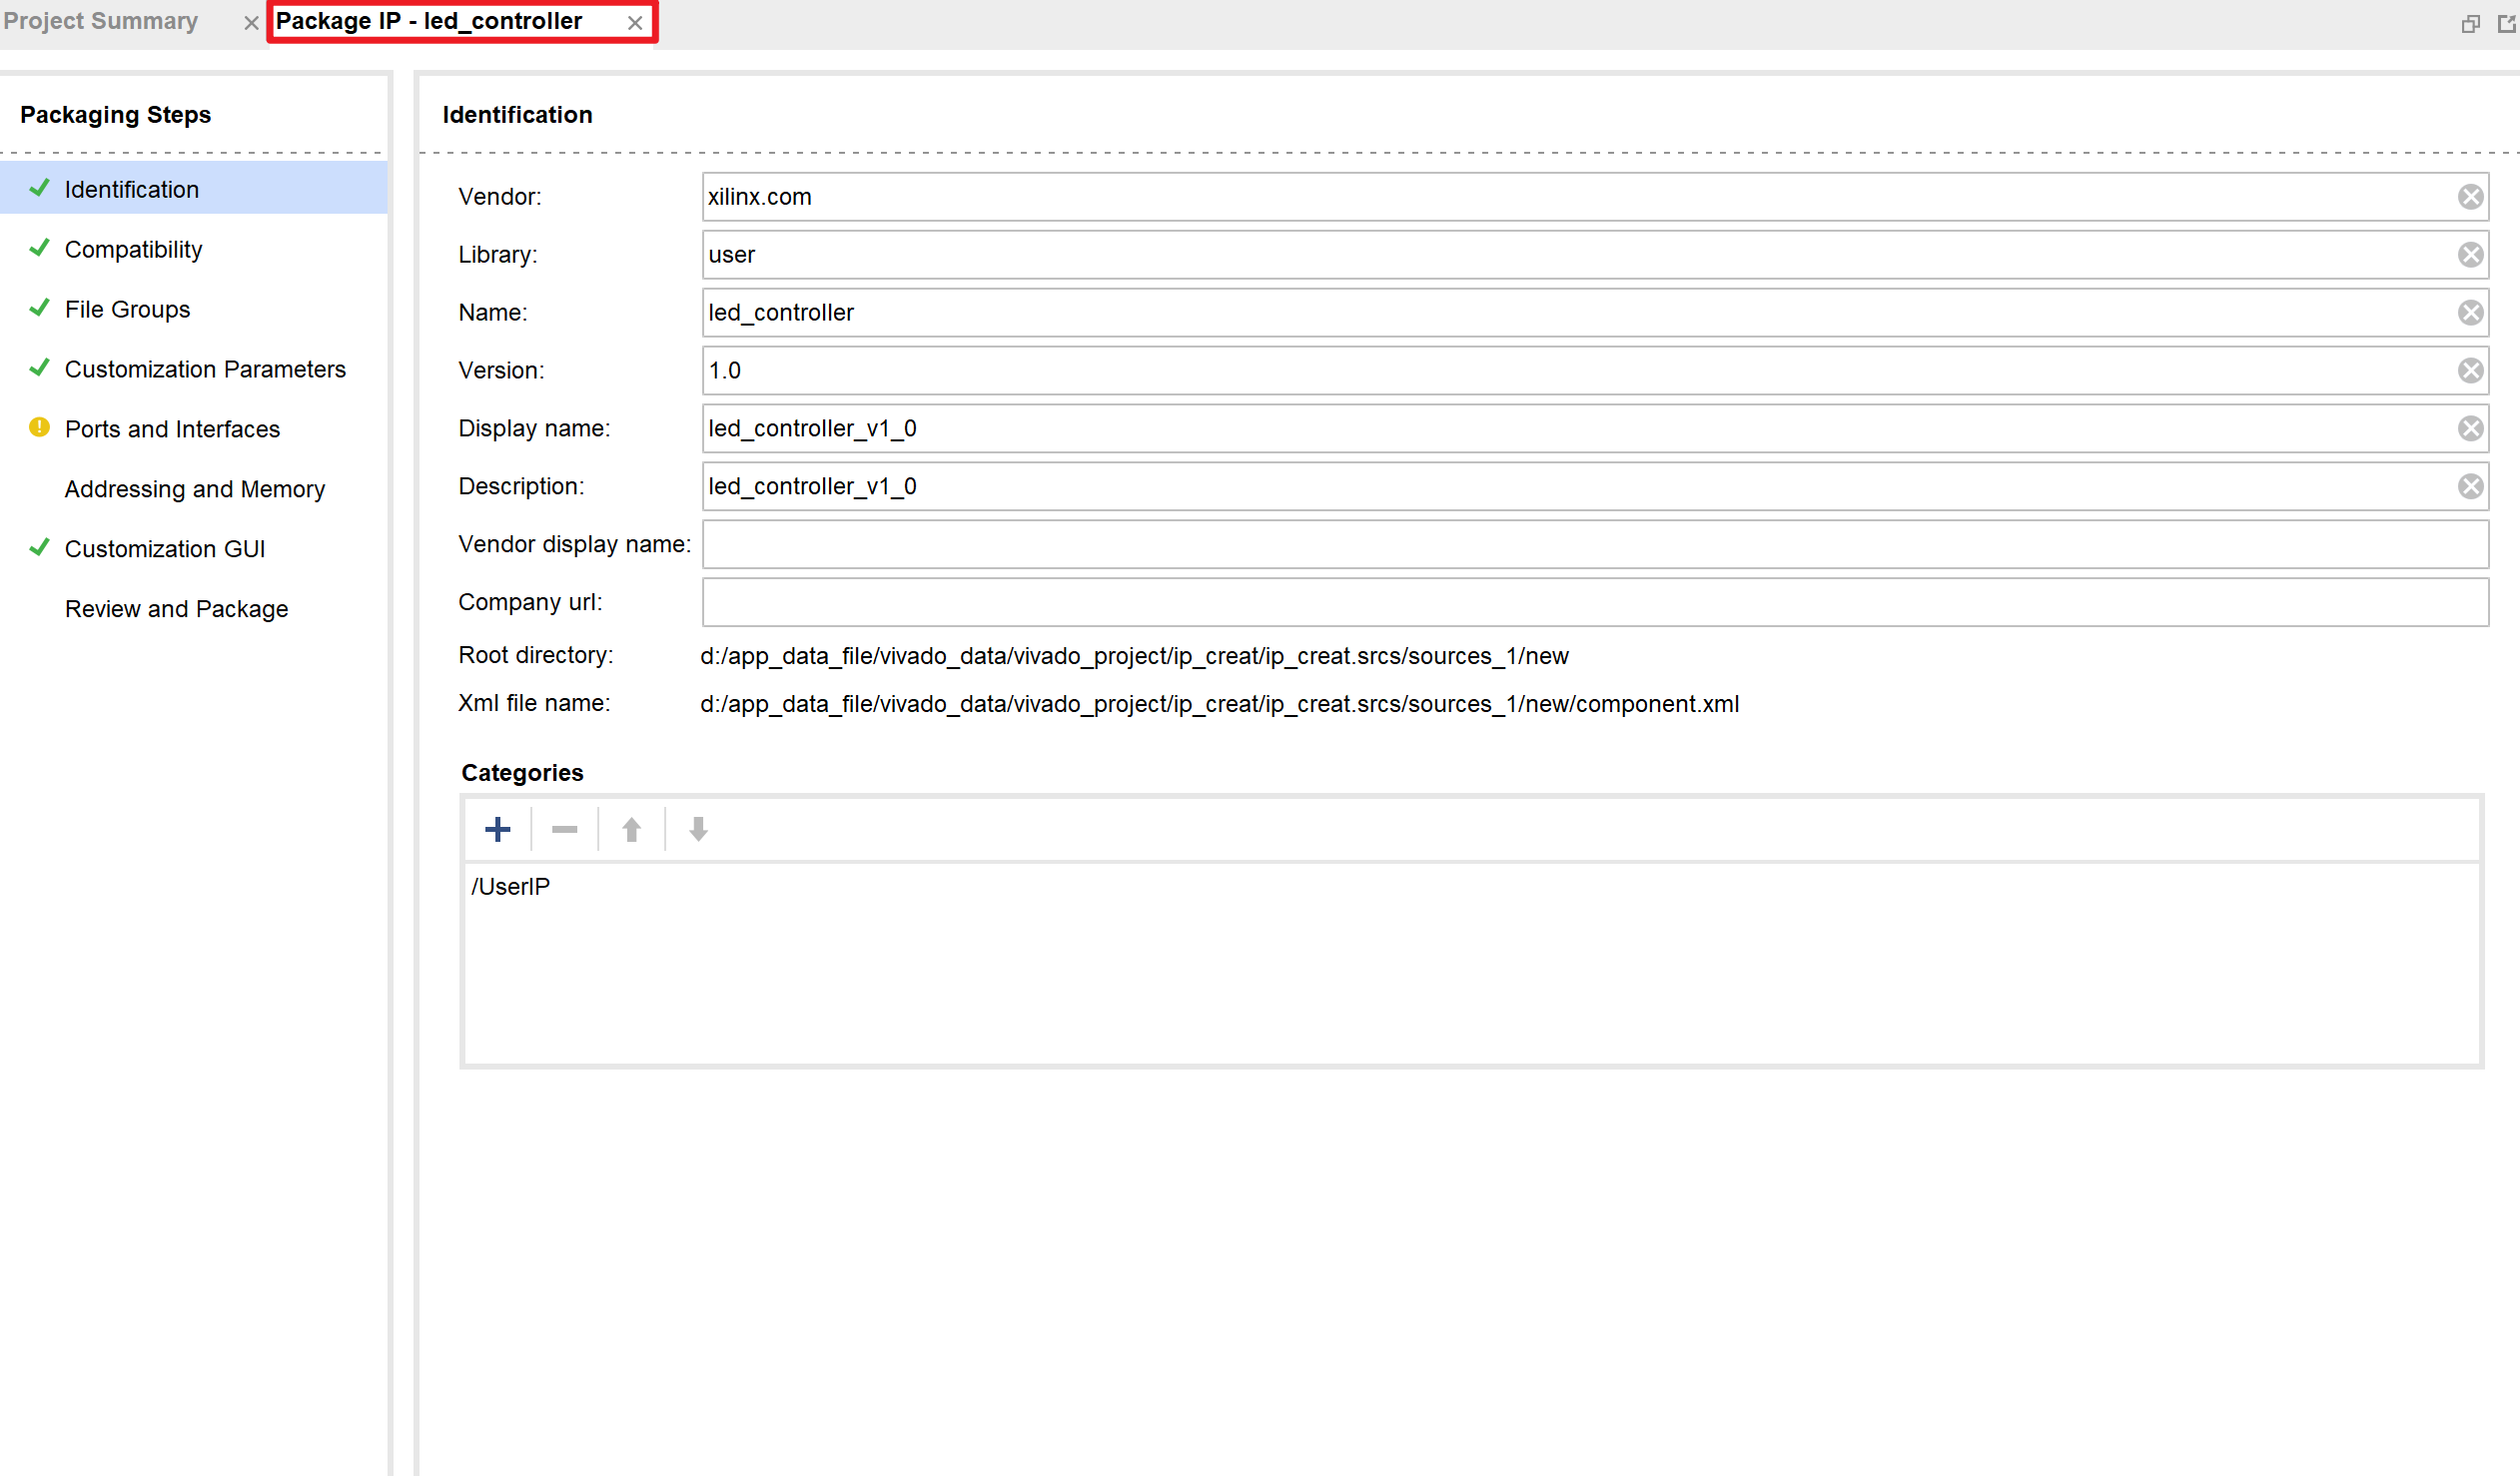 Project Summary
Package IP - led_controller
Packaging Steps
Identification
Compatibility
File Groups
Customization Parameters
Ports and Interfaces
Addressing and Memory
Customization GUI
Review and Package
Identification
Vendor: xilinx.com
Library: user
Name: led_controller
Version: 1.0
Display name: led_controller_v1_0
Description: led_controller_v1_0
Vendor display name:
Company url:
Root directory: d:/app_data_file/vivado_data/vivado_project/ip_creat/ip_creat.srcs/sources_1/new
Xml file name: d:/app_data_file/vivado_data/vivado_project/ip_creat/ip_creat.srcs/sources_1/new/component.xml
Categories
/UserIP